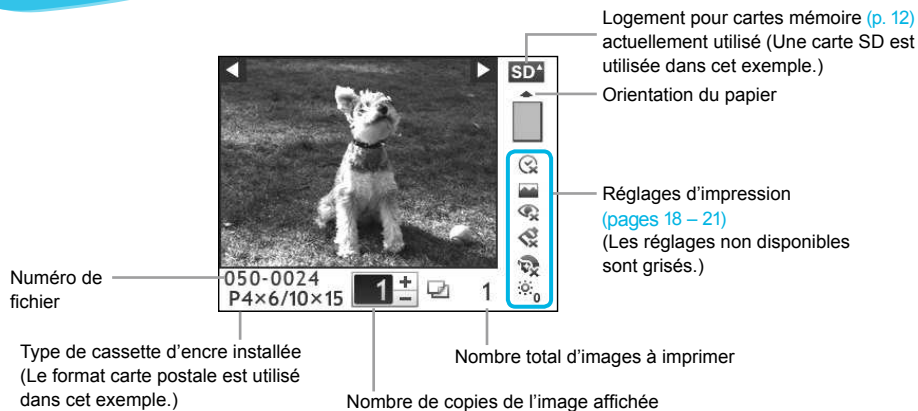 Logement pour cartes mémoire (p. 12)
actuellement utilisé (Une carte SD est
utilisée dans cet exemple.)
SD
Orientation du papier
Réglages d'impression
(pages 18 – 21)
(Les réglages non disponibles
sont grisés.)
Numéro de
fichier
050-0024
P4×6/10×15
1
+
−
1
0
Type de cassette d'encre installée
(Le format carte postale est utilisé
dans cet exemple.)
Nombre total d'images à imprimer
Nombre de copies de l'image affichée